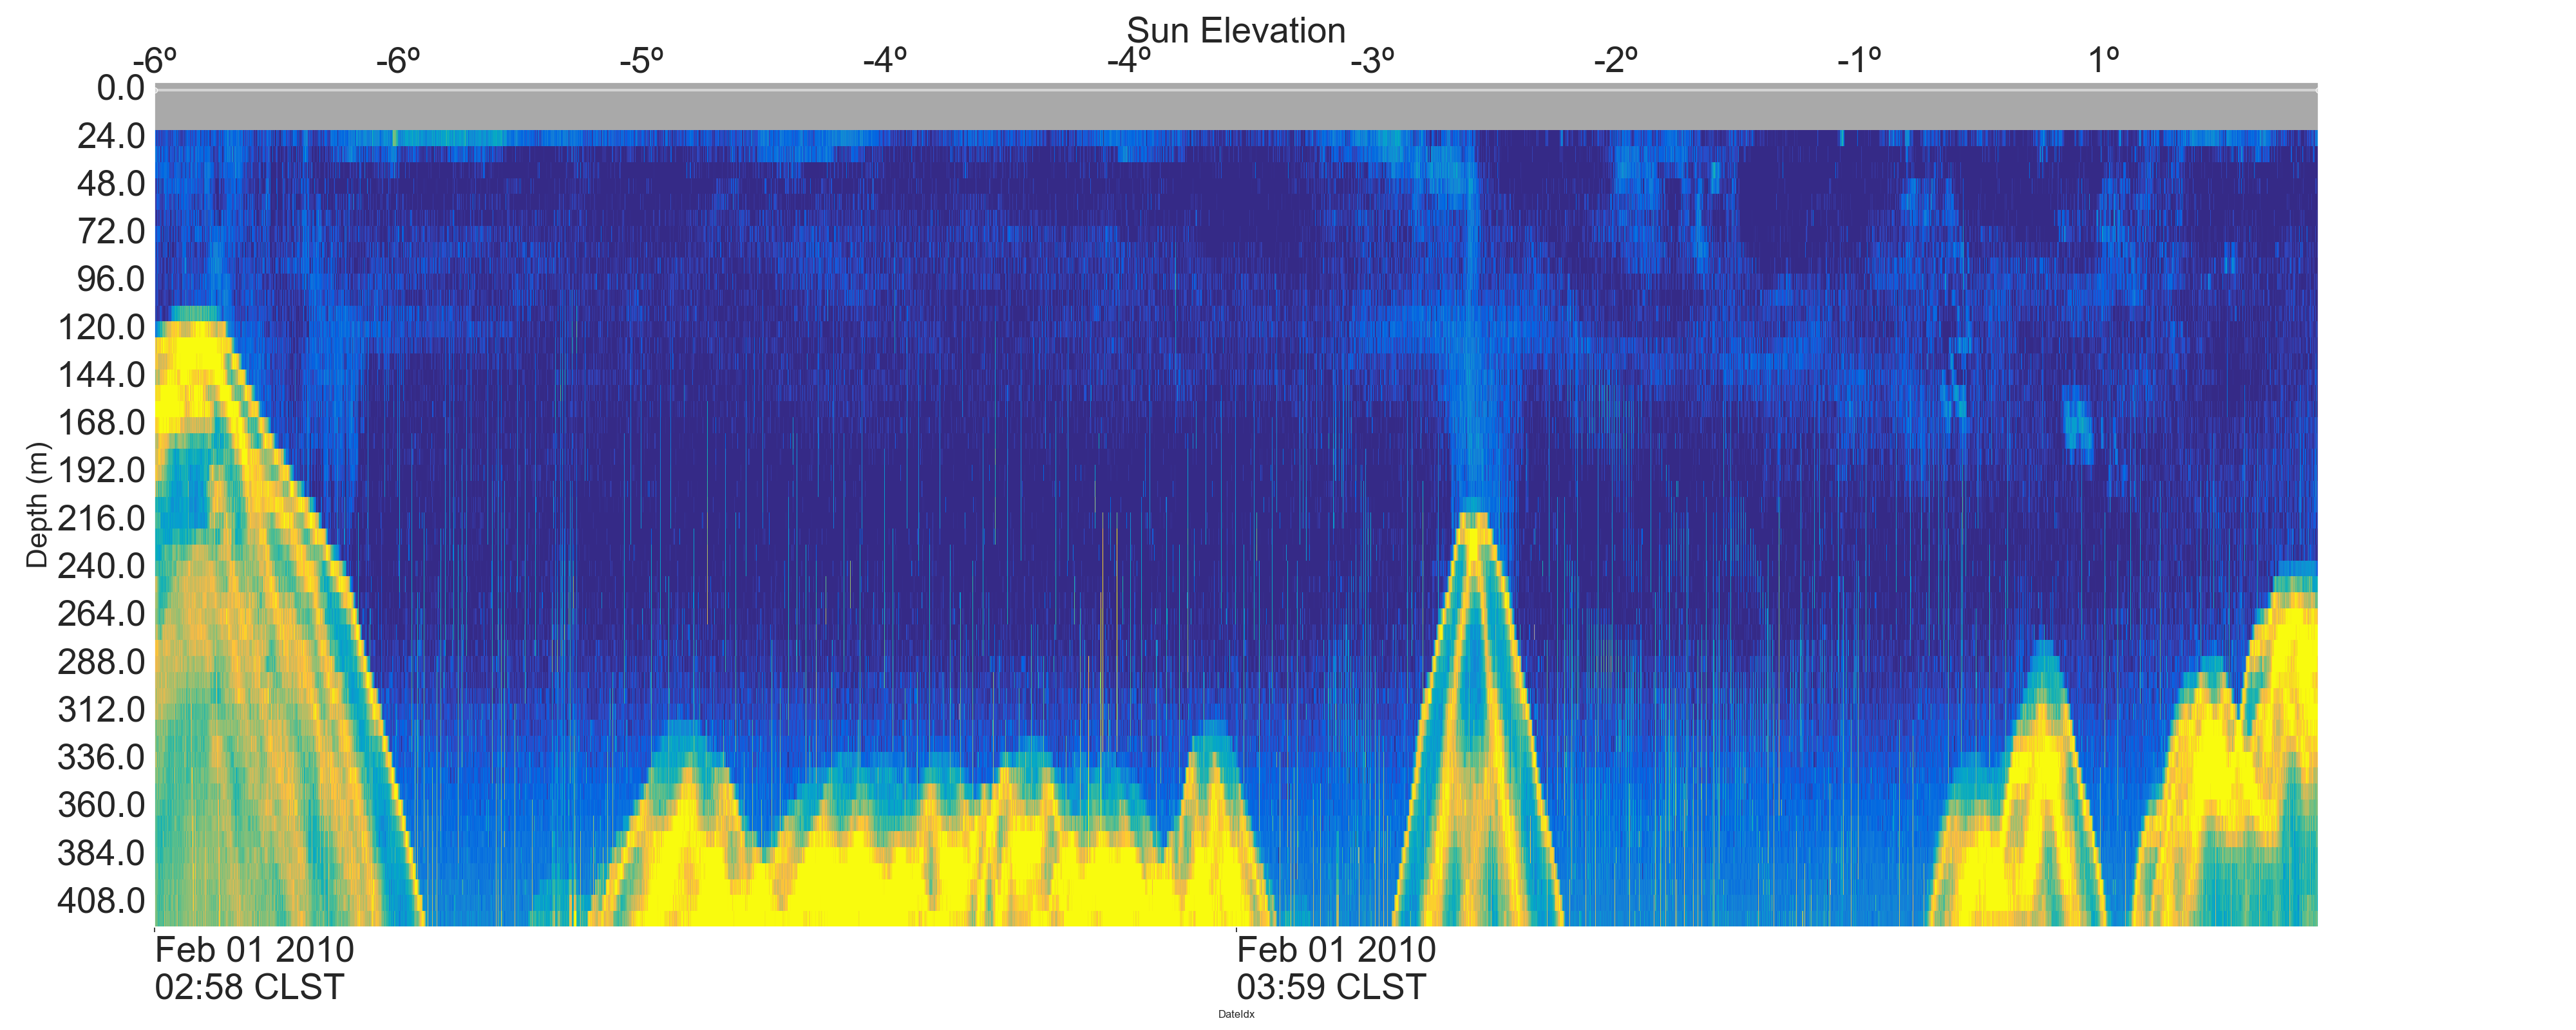 Sun Elevation
-6º -6º -5º -4º -4º -3º -2º -1º 1º
0.0
24.0
48.0
72.0
96.0
120.0
144.0
168.0
192.0
216.0
240.0
264.0
288.0
312.0
336.0
360.0
384.0
408.0
Depth (m)
Feb 01 2010
02:58 CLST
Feb 01 2010
03:59 CLST
DateIdx